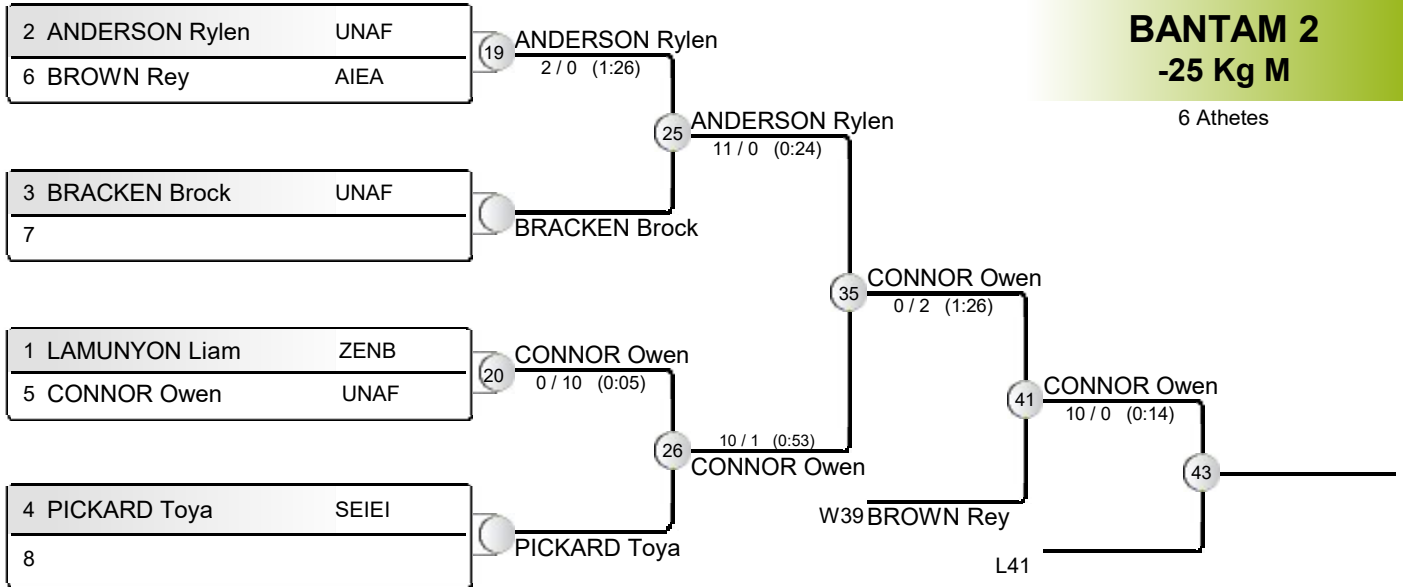 BANTAM 2
-25 Kg M
6 Athetes
2 ANDERSON Rylen UNAF
6 BROWN Rey AIEA
19 ANDERSON Rylen
2 / 0 (1:26)
25 ANDERSON Rylen
11 / 0 (0:24)
3 BRACKEN Brock UNAF
7
BRACKEN Brock
35 CONNOR Owen
0 / 2 (1:26)
1 LAMUNYON Liam ZENB
5 CONNOR Owen UNAF
20 CONNOR Owen
0 / 10 (0:05)
41 CONNOR Owen
10 / 0 (0:14)
26 10 / 1 (0:53)
CONNOR Owen
43
4 PICKARD Toya SEIEI
8
PICKARD Toya
W39 BROWN Rey
L41